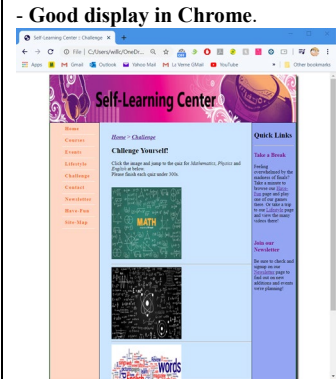 - Good display in Chrome.
Self Learning Center :: Challenge
File | C:/Users/willc/OneDr...
Apps
M Gmail
Outlook
Yahoo Mail
M La Verne GMail
YouTube
Other bookmarks
Self-Learning Center
Home
Courses
Events
Lifestyle
Challenge
Contact
Newsletter
Have-Fun
Site-Map
Home > Challenge
Chllenge Yourself!
Click the image and jump to the quiz for Mathematics, Physics and
English at below.
Please finish each quiz under 300s.
MATH
words
Quick Links
Take a Break
Feeling
overwhelmed by the
madness of finals?
Take a minute to
browse our Have-
Fun page and play
one of our games
there. Or take a trip
to our Lifestyle page
and view the many
videos there!
Join our
Newsletter
Be sure to check and
signup on our
Newsletter page to
find out on new
additions and events
we're planning!